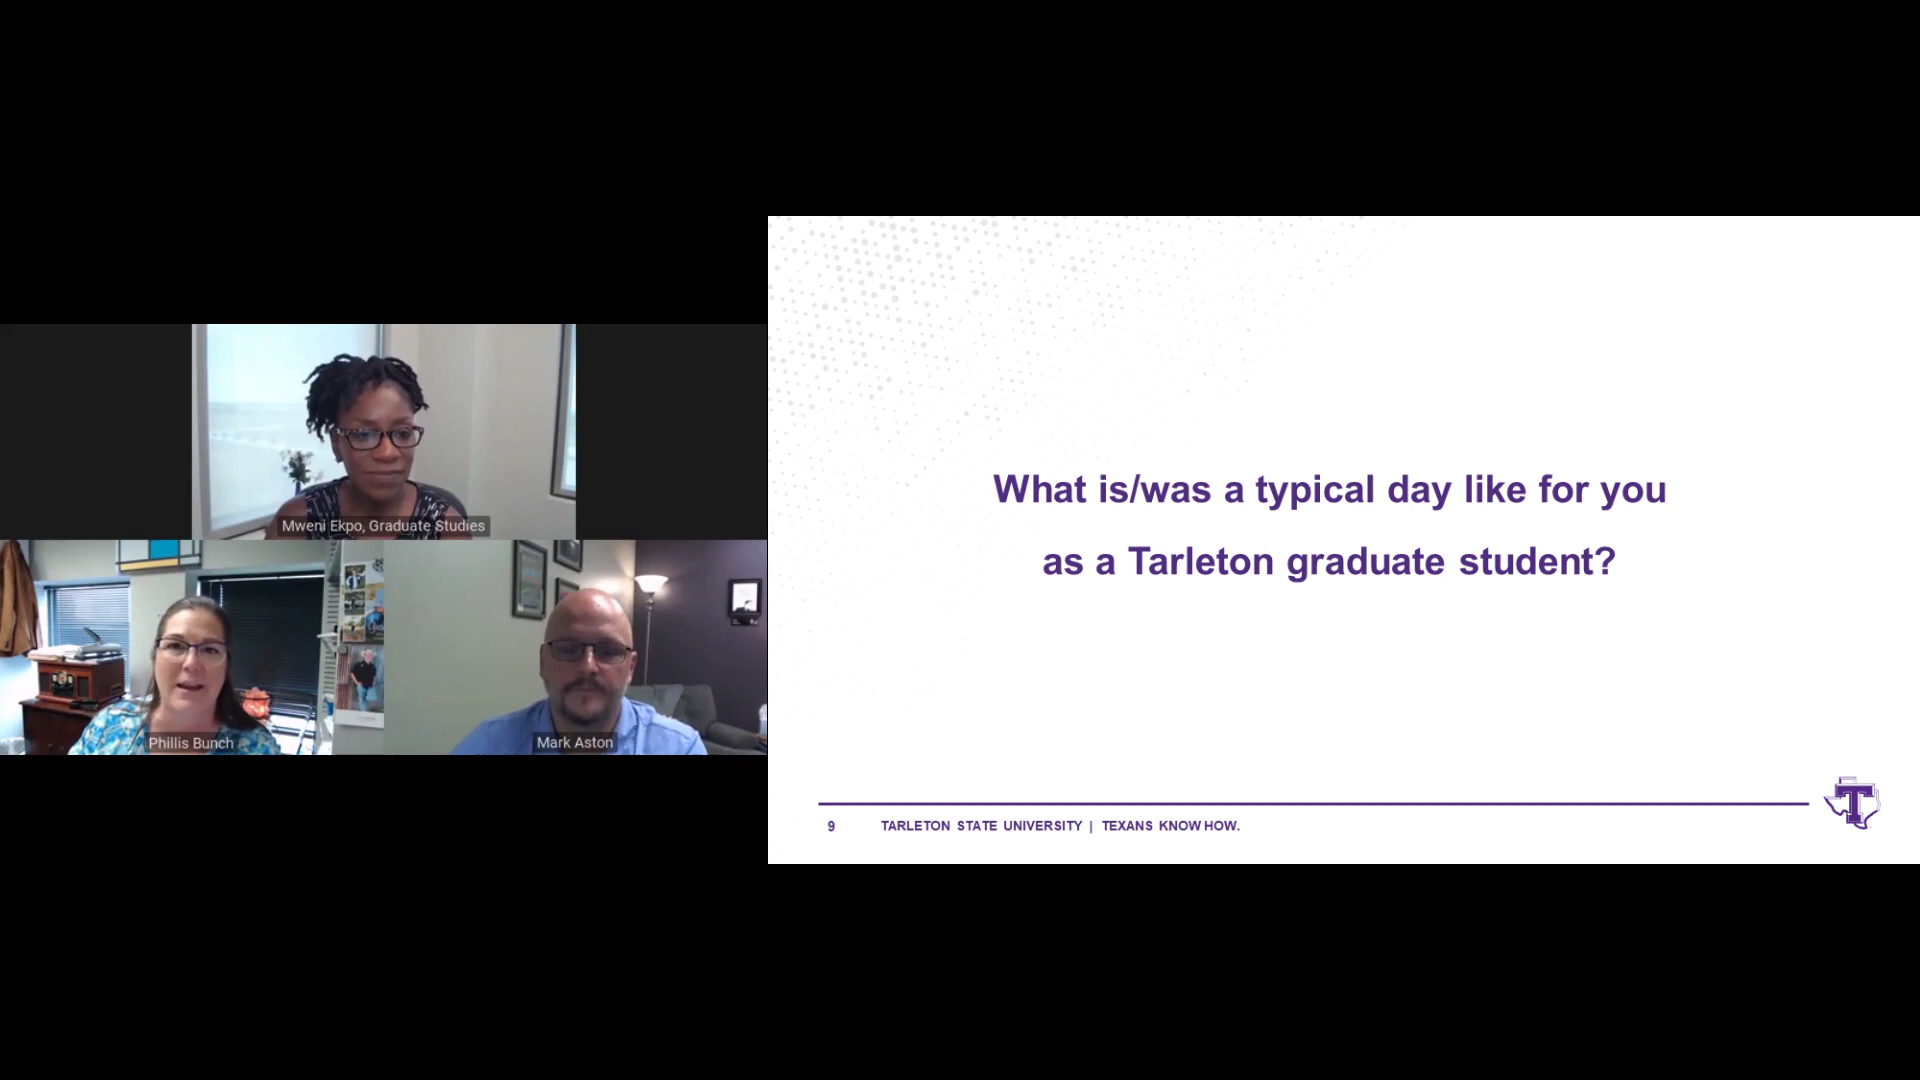 Mweni Ekpo, Graduate Studies
Phillis Bunch
Mark Aston
What is/was a typical day like for you
as a Tarleton graduate student?
9
TARLETON STATE UNIVERSITY | TEXANS KNOW HOW.
T